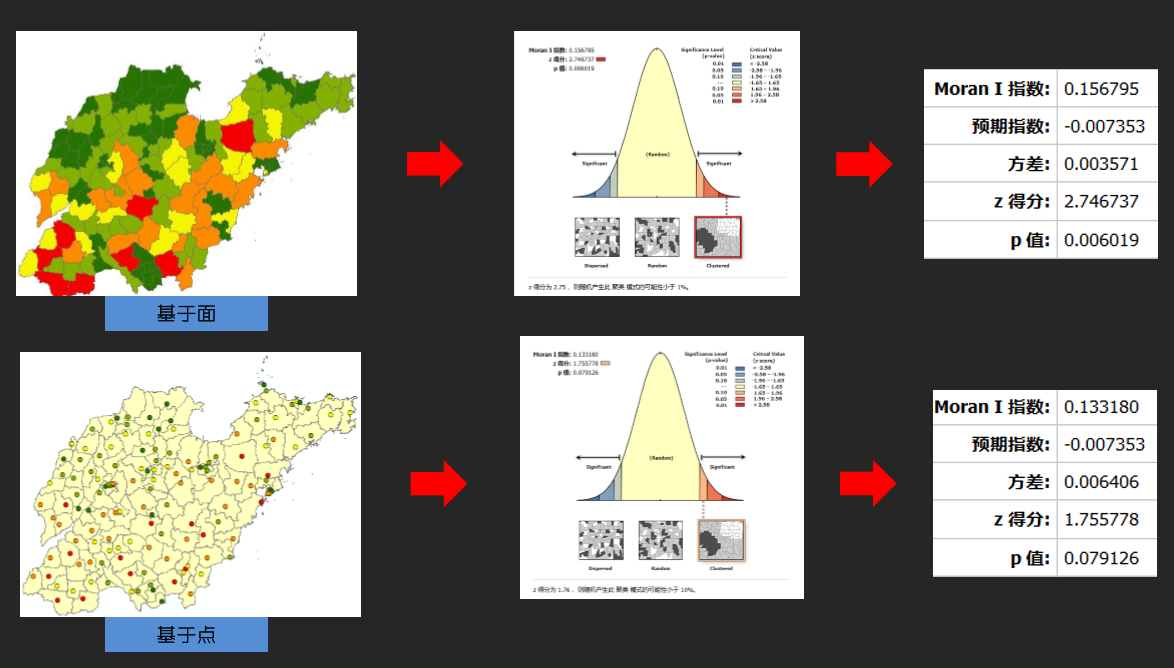 Moran I 指数: 0.156795
z 得分: 2.746737
p 值: 0.006019
Significance Level
(p-value)
Critical Value
(z-score)
0.01 < -2.58
0.05 -2.58 - -1.96
0.10 -1.96 - -1.65
--- -1.65 - 1.65
0.10 1.65 - 1.96
0.05 1.96 - 2.58
0.01 > 2.58
(Random)
Significant Significant
Dispersed Random Clustered
z 得分为 2.75 ，则随机产生此 聚类 模式的可能性小于 1%。
Moran I 指数: 0.156795
预期指数: -0.007353
方差: 0.003571
z 得分: 2.746737
p 值: 0.006019
基于面
Moran I 指数: 0.133180
z 得分: 1.755778
p 值: 0.079126
Significance Level
(p-value)
Critical Value
(z-score)
0.01 < -2.58
0.05 -2.58 - -1.96
0.10 -1.96 - -1.65
--- -1.65 - 1.65
0.10 1.65 - 1.96
0.05 1.96 - 2.58
0.01 > 2.58
(Random)
Significant Significant
Dispersed Random Clustered
z 得分为 1.76 ，则随机产生此 聚类 模式的可能性小于 10%。
Moran I 指数: 0.133180
预期指数: -0.007353
方差: 0.006406
z 得分: 1.755778
p 值: 0.079126
基于点